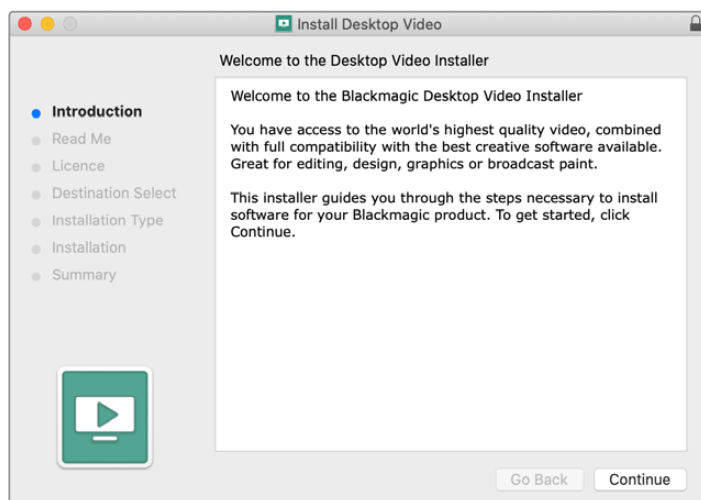 Install Desktop Video
Welcome to the Desktop Video Installer
Introduction
Read Me
Licence
Destination Select
Installation Type
Installation
Summary
Welcome to the Blackmagic Desktop Video Installer
You have access to the world's highest quality video, combined
with full compatibility with the best creative software available.
Great for editing, design, graphics or broadcast paint.
This installer guides you through the steps necessary to install
software for your Blackmagic product. To get started, click
Continue.
Go Back
Continue